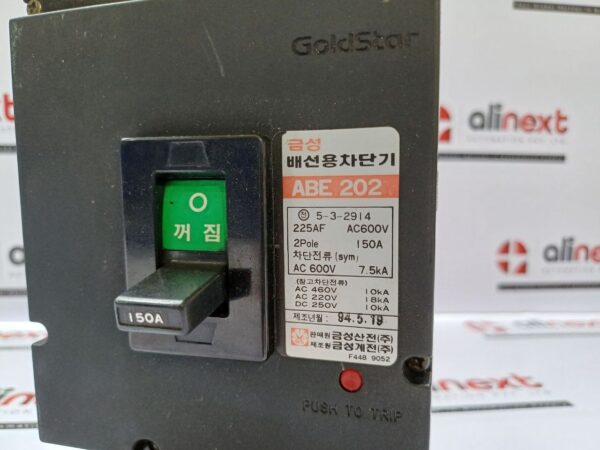 GoldStar
금성
배선용차단기
ABE 202
전 5-3-2914
225AF AC600V
2Pole 150A
차단전류(sym)
AC 600V 7.5kA
(참고차단전류)
AC 460V 10kA
AC 220V 18kA
DC 250V 10kA
제조년월: 94.5.19
판매원 금성산전(주)
제조원 금성계전(주)
F448 9052
O
꺼 짐
150A
PUSH TO TRIP
alinext
alinext